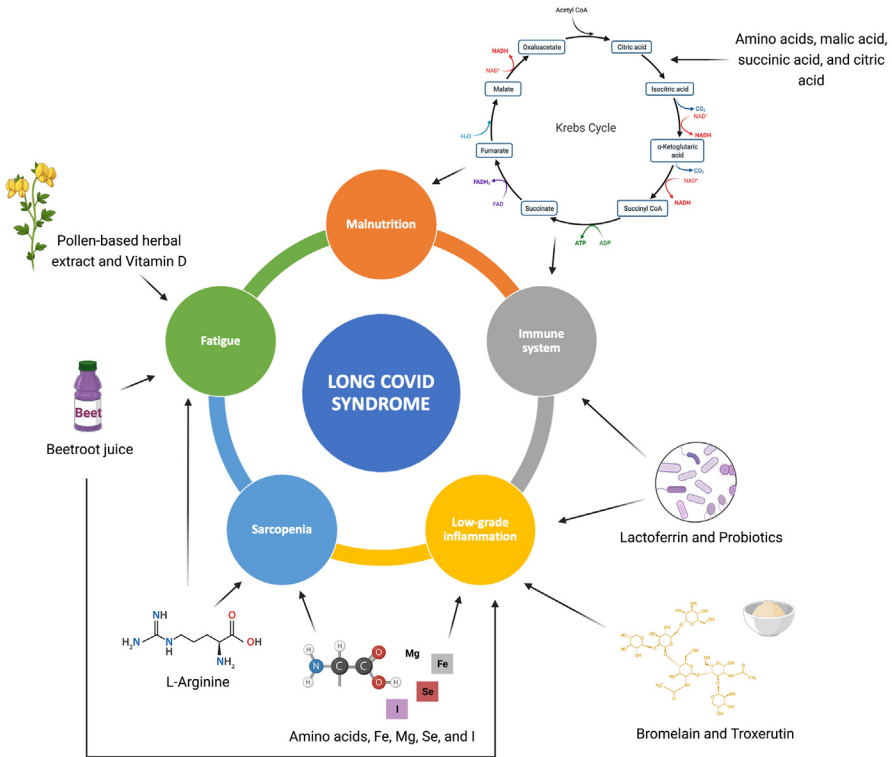 Acetyl CoA
Oxaloacetate
Citric acid
NADH
NAD⁺
Malate
Isocitric acid
CO₂
NAD⁺
NADH
H₂O
Krebs Cycle
Fumarate
α-Ketoglutaric
acid
CO₂
NAD⁺
NADH
FADH₂
FAD
Succinate
Succinyl CoA
ATP
ADP
Amino acids, malic acid,
succinic acid, and citric
acid
Malnutrition
Pollen-based herbal
extract and Vitamin D
Fatigue
Immune
system
LONG COVID
SYNDROME
Beet
Beetroot juice
Sarcopenia
Low-grade
inflammation
Lactoferrin and Probiotics
NH
O
H₂N
N
H
OH
NH₂
L-Arginine
H
H
O
N
C
C
H
O
H
Mg
Fe
Se
I
Amino acids, Fe, Mg, Se, and I
Bromelain and Troxerutin